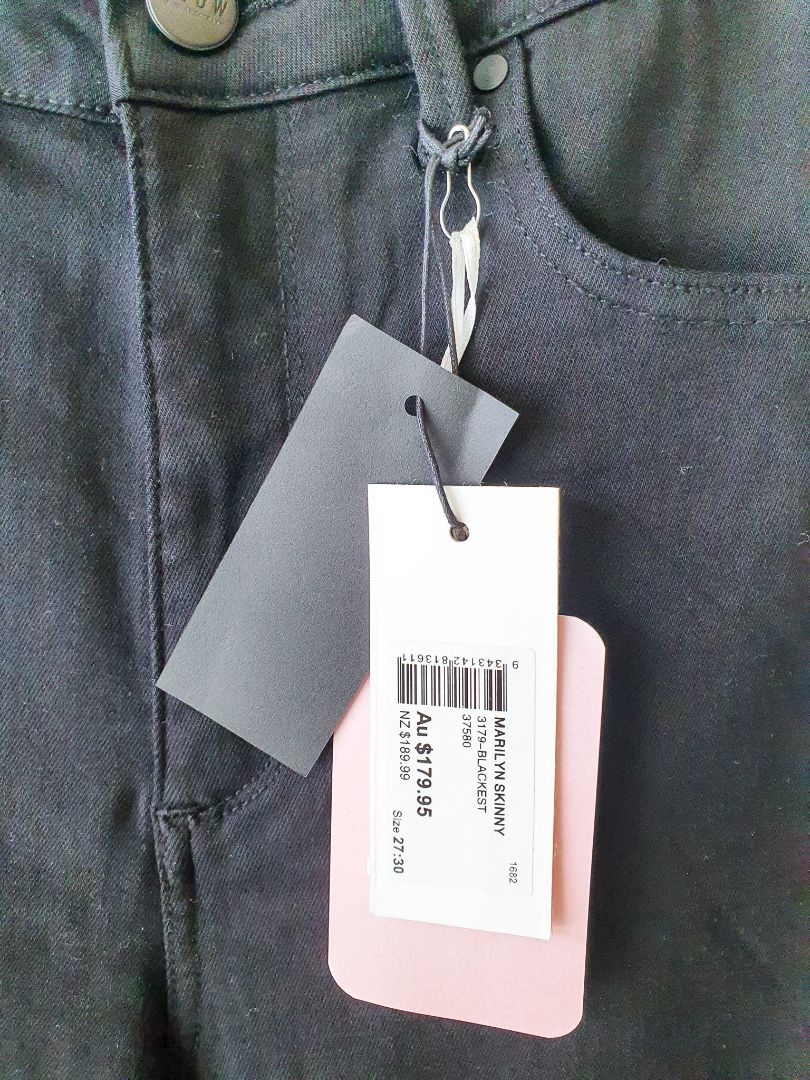 MARILYN SKINNY
3179-BLACKEST
37580
9 343142 813611
Au $179.95
NZ $189.99
Size 27:30
1682